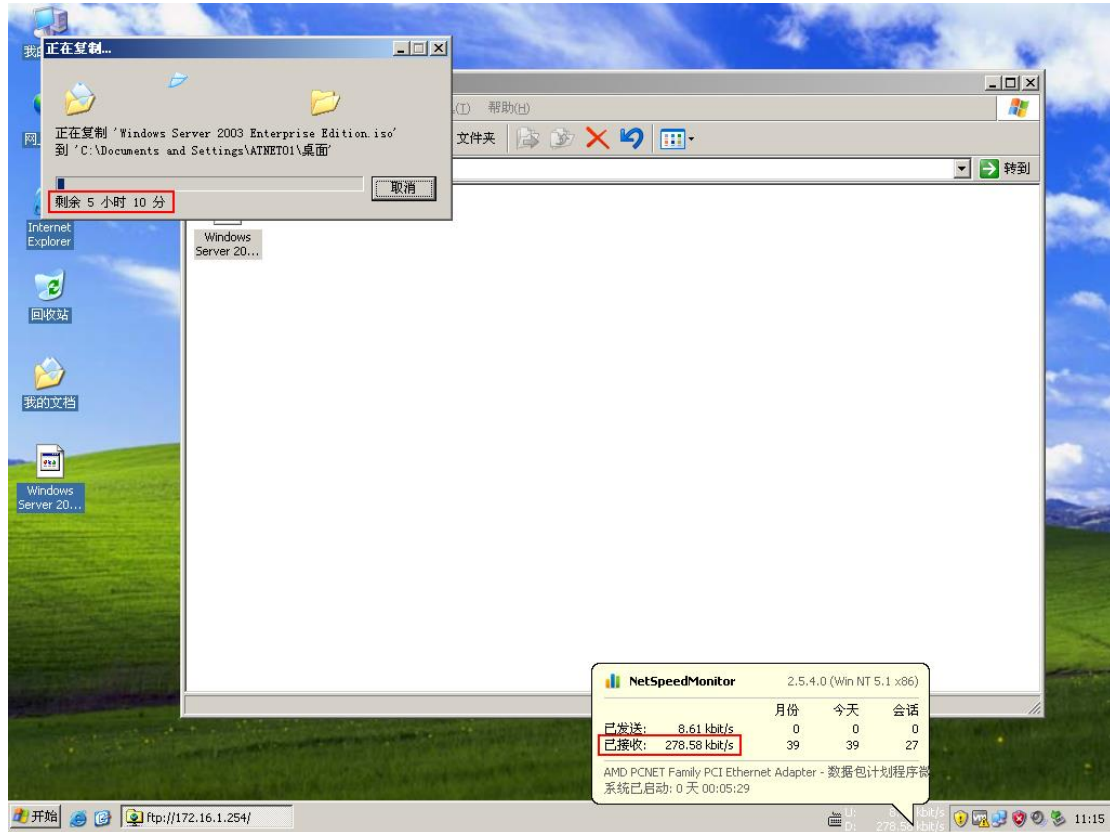 正在复制...
正在复制 'Windows Server 2003 Enterprise Edition.iso'
到 'C:\Documents and Settings\ATNET01\桌面'
取消
剩余 5 小时 10 分
(T) 帮助(H)
文件夹
转到
Windows
Server 20...
Internet
Explorer
回收站
我的文档
Windows
Server 20...
NetSpeedMonitor 2.5.4.0 (Win NT 5.1 x86)
月份 今天 会话
已发送: 8.61 kbit/s 0 0 0
已接收: 278.58 kbit/s 39 39 27
AMD PCNET Family PCI Ethernet Adapter - 数据包计划程序微
系统已启动: 0 天 00:05:29
开始
ftp://172.16.1.254/
U:
D:
11:15